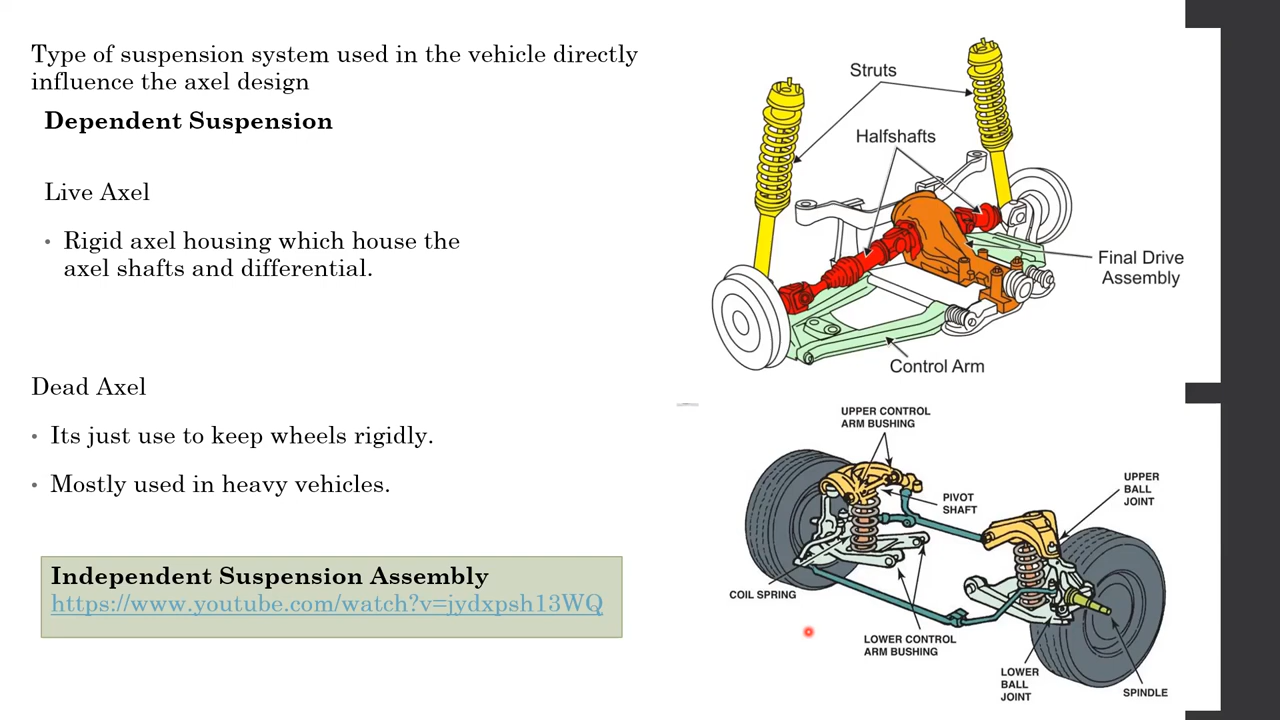 Type of suspension system used in the vehicle directly
influence the axel design
Dependent Suspension
Live Axel
• Rigid axel housing which house the
axel shafts and differential.
Dead Axel
• Its just use to keep wheels rigidly.
• Mostly used in heavy vehicles.
Independent Suspension Assembly
https://www.youtube.com/watch?v=jydxpsh13WQ
Struts
Halfshafts
Final Drive
Assembly
Control Arm
UPPER CONTROL
ARM BUSHING
UPPER
BALL
JOINT
PIVOT
SHAFT
COIL SPRING
LOWER CONTROL
ARM BUSHING
LOWER
BALL
JOINT
SPINDLE